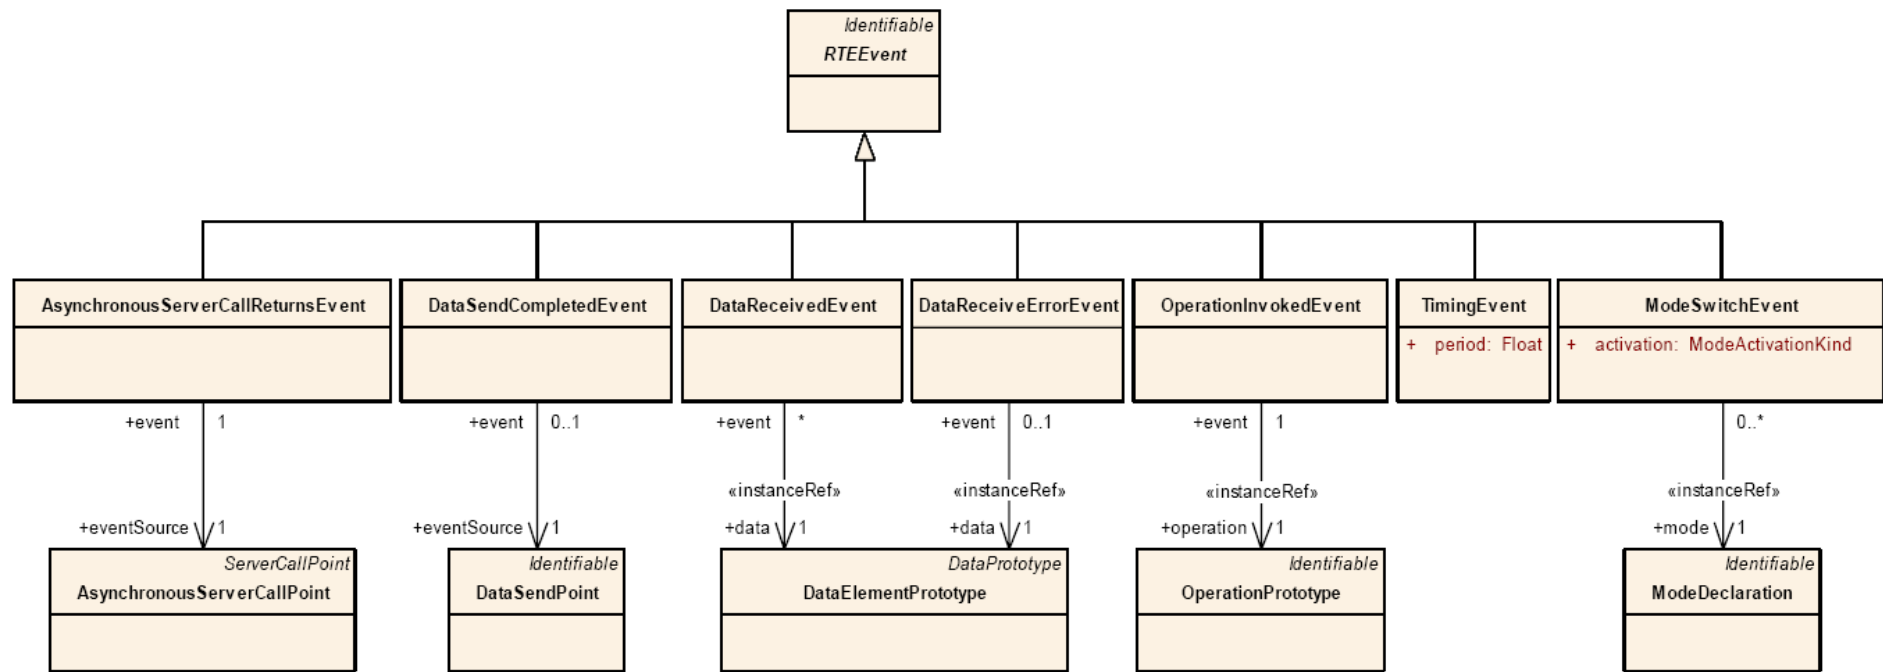 Identifiable
RTEEvent
AsynchronousServerCallReturnsEvent
DataSendCompletedEvent
DataReceivedEvent
DataReceiveErrorEvent
OperationInvokedEvent
TimingEvent
ModeSwitchEvent
+ period: Float
+ activation: ModeActivationKind
+event 1
+event 0..1
+event *
+event 0..1
+event 1
0..*
«instanceRef»
«instanceRef»
«instanceRef»
«instanceRef»
+eventSource 1
+eventSource 1
+data 1
+data 1
+operation 1
+mode 1
ServerCallPoint
AsynchronousServerCallPoint
Identifiable
DataSendPoint
DataPrototype
DataElementPrototype
Identifiable
OperationPrototype
Identifiable
ModeDeclaration